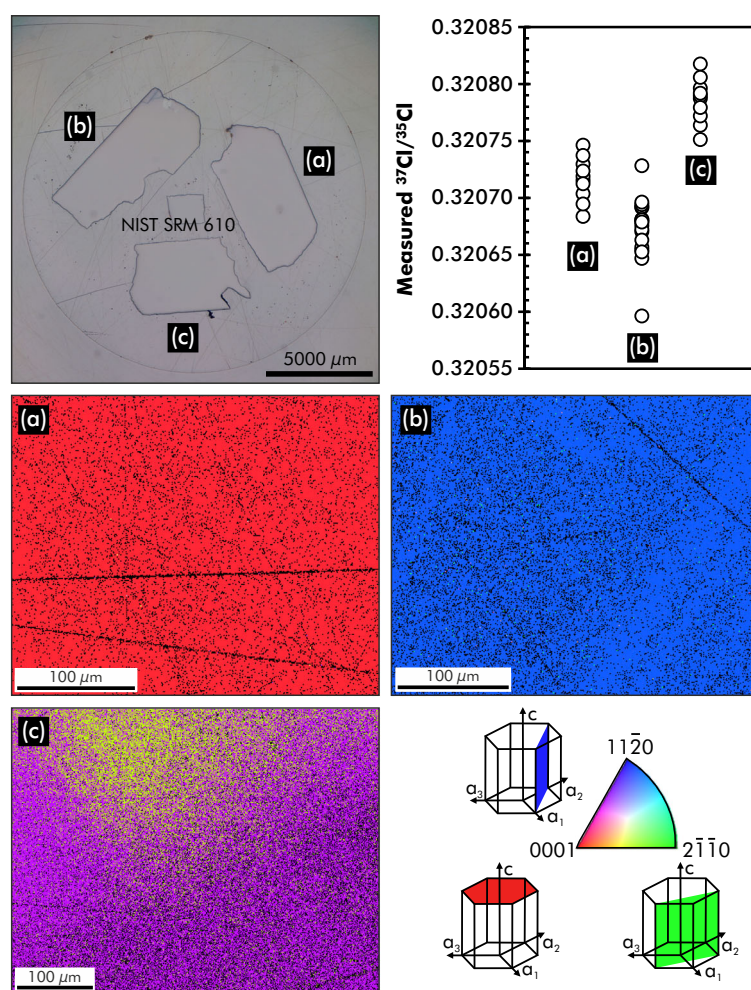 (b)
(a)
NIST SRM 610
(c)
5000 μm
Measured ³⁷Cl/³⁵Cl
0.32085
0.32080
0.32075
0.32070
0.32065
0.32060
0.32055
(a)
(b)
(c)
(a)
100 μm
(b)
100 μm
(c)
100 μm
c
a₃
a₂
a₁
112̅0
0001
21̅1̅0
c
a₃
a₂
a₁
c
a₃
a₂
a₁